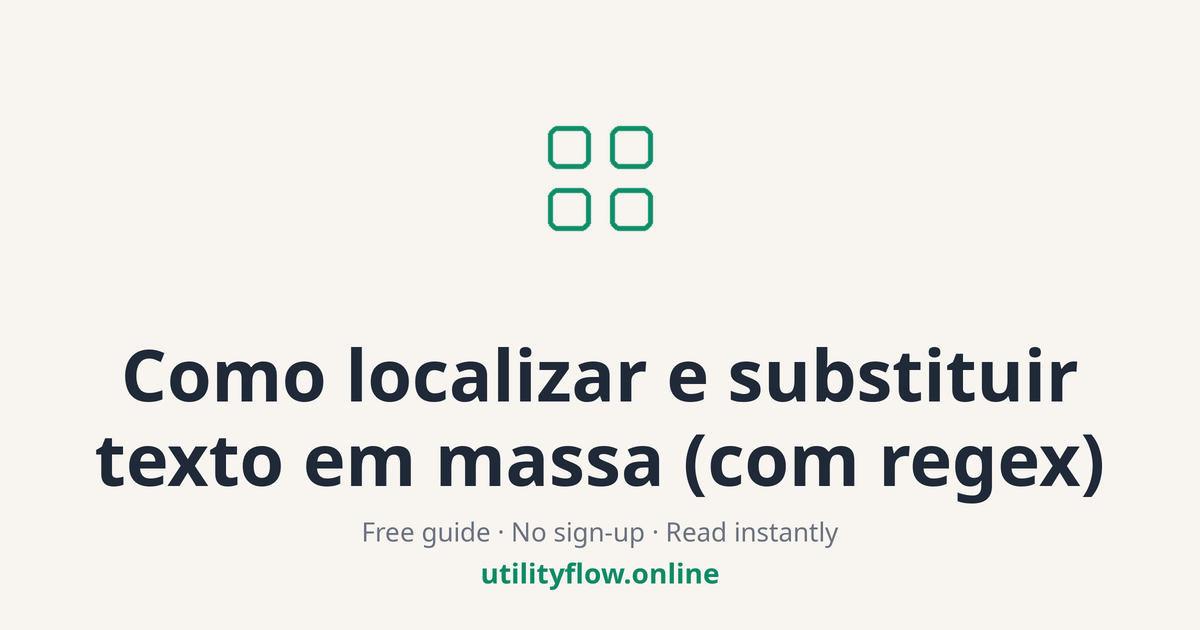 Como localizar e substituir
texto em massa (com regex)
Free guide · No sign-up · Read instantly
utilityflow.online